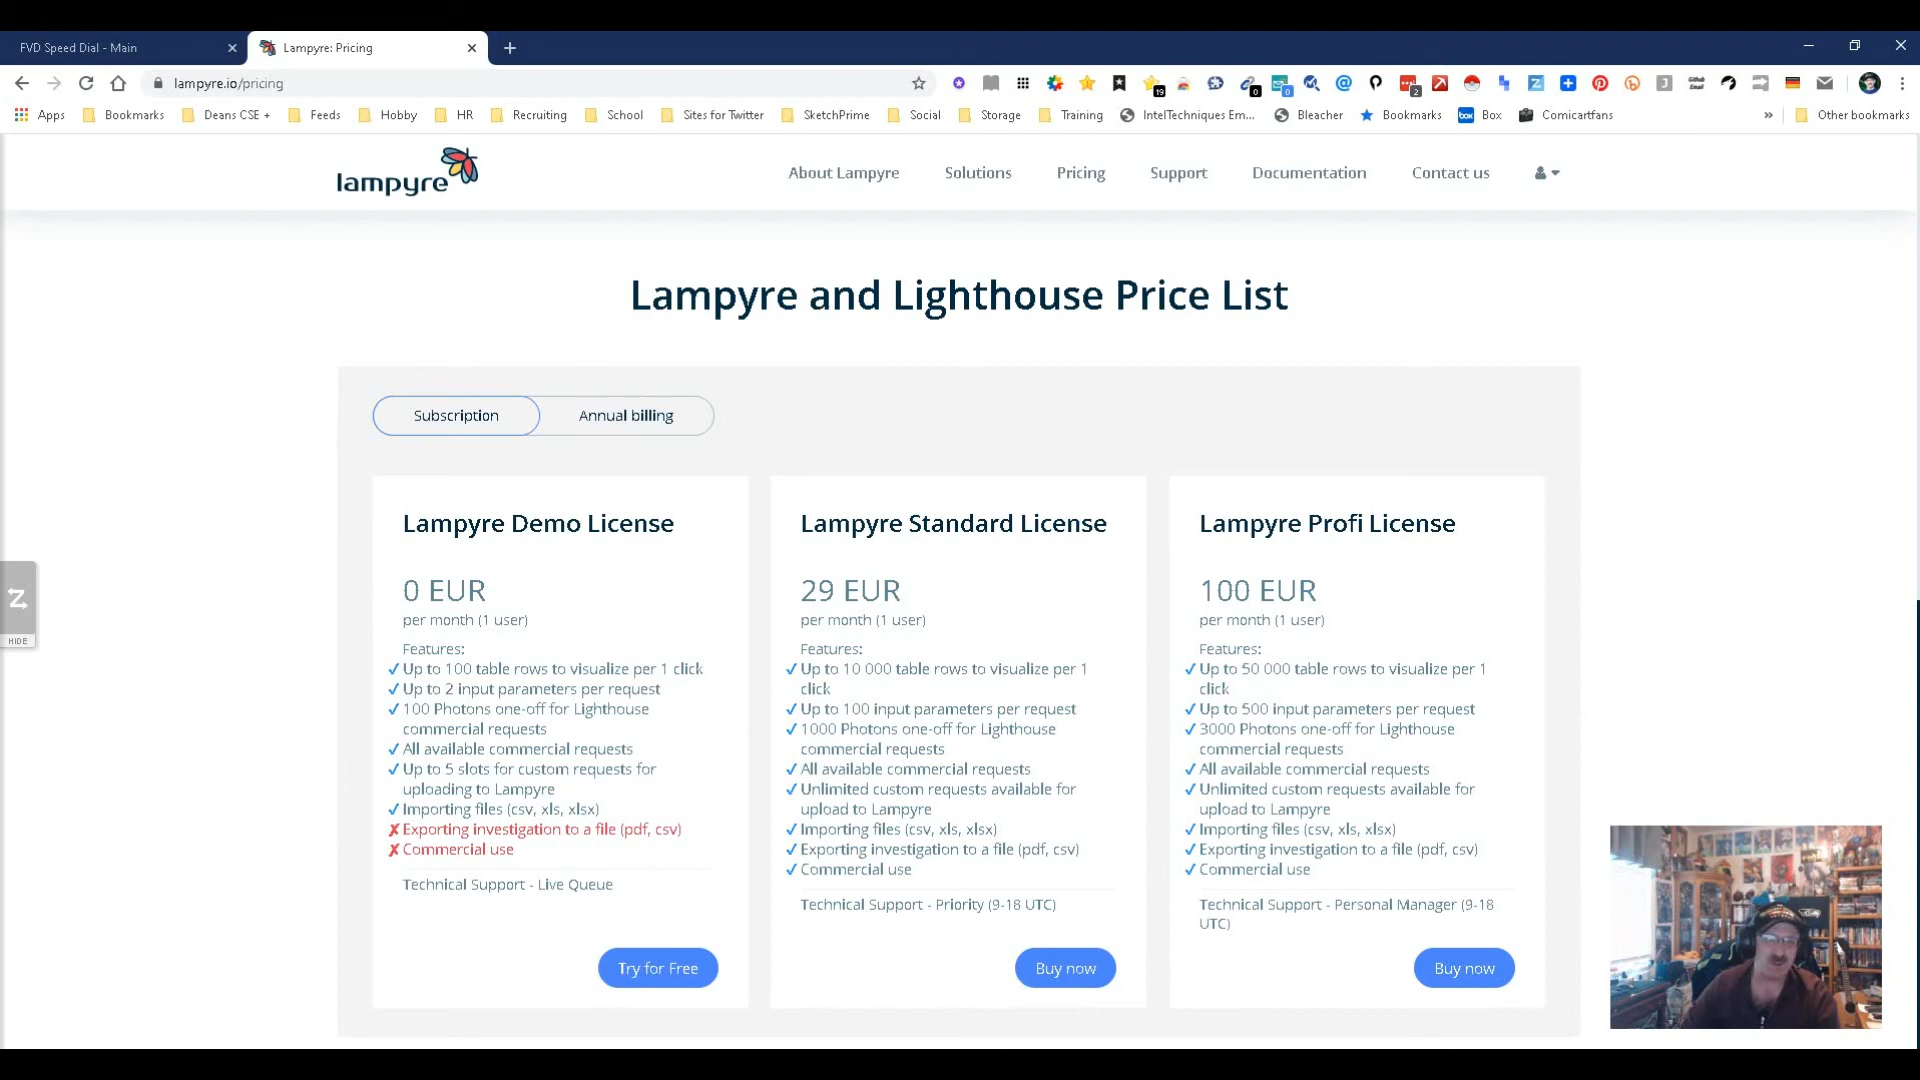 FVD Speed Dial - Main
Lampyre: Pricing
lampyre.io/pricing
19
0
0
2
Apps
Bookmarks
Deans CSE +
Feeds
Hobby
HR
Recruiting
School
Sites for Twitter
SketchPrime
Social
Storage
Training
IntelTechniques Em...
Bleacher
Bookmarks
box
Box
Comicartfans
»
Other bookmarks
lampyre
About Lampyre
Solutions
Pricing
Support
Documentation
Contact us
Lampyre and Lighthouse Price List
Subscription
Annual billing
Lampyre Demo License
0 EUR
per month (1 user)
Features:
✓ Up to 100 table rows to visualize per 1 click
✓ Up to 2 input parameters per request
✓ 100 Photons one-off for Lighthouse
commercial requests
✓ All available commercial requests
✓ Up to 5 slots for custom requests for
uploading to Lampyre
✓ Importing files (csv, xls, xlsx)
✗ Exporting investigation to a file (pdf, csv)
✗ Commercial use
Technical Support - Live Queue
Try for Free
Lampyre Standard License
29 EUR
per month (1 user)
Features:
✓ Up to 10 000 table rows to visualize per 1
click
✓ Up to 100 input parameters per request
✓ 1000 Photons one-off for Lighthouse
commercial requests
✓ All available commercial requests
✓ Unlimited custom requests available for
upload to Lampyre
✓ Importing files (csv, xls, xlsx)
✓ Exporting investigation to a file (pdf, csv)
✓ Commercial use
Technical Support - Priority (9-18 UTC)
Buy now
Lampyre Profi License
100 EUR
per month (1 user)
Features:
✓ Up to 50 000 table rows to visualize per 1
click
✓ Up to 500 input parameters per request
✓ 3000 Photons one-off for Lighthouse
commercial requests
✓ All available commercial requests
✓ Unlimited custom requests available for
upload to Lampyre
✓ Importing files (csv, xls, xlsx)
✓ Exporting investigation to a file (pdf, csv)
✓ Commercial use
Technical Support - Personal Manager (9-18
UTC)
Buy now
HIDE